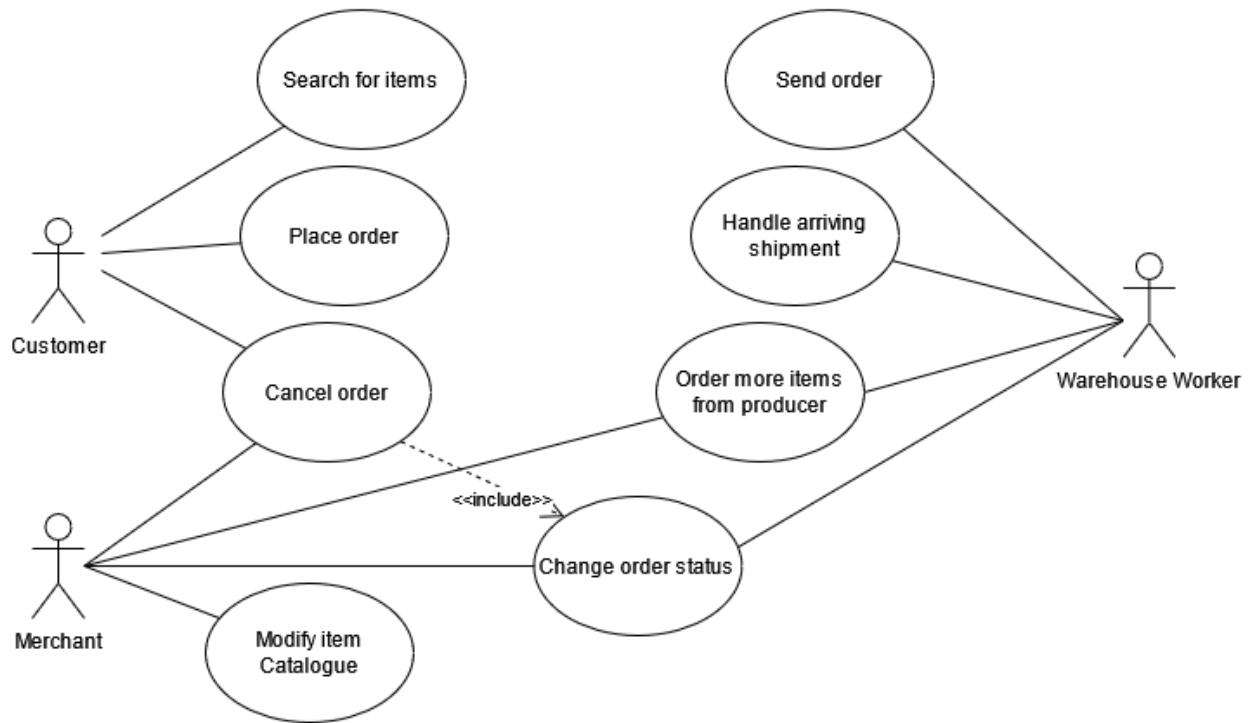 Search for items
Send order
Place order
Handle arriving
shipment
Customer
Cancel order
Order more items
from producer
Warehouse Worker
<<include>>
Change order status
Merchant
Modify item
Catalogue